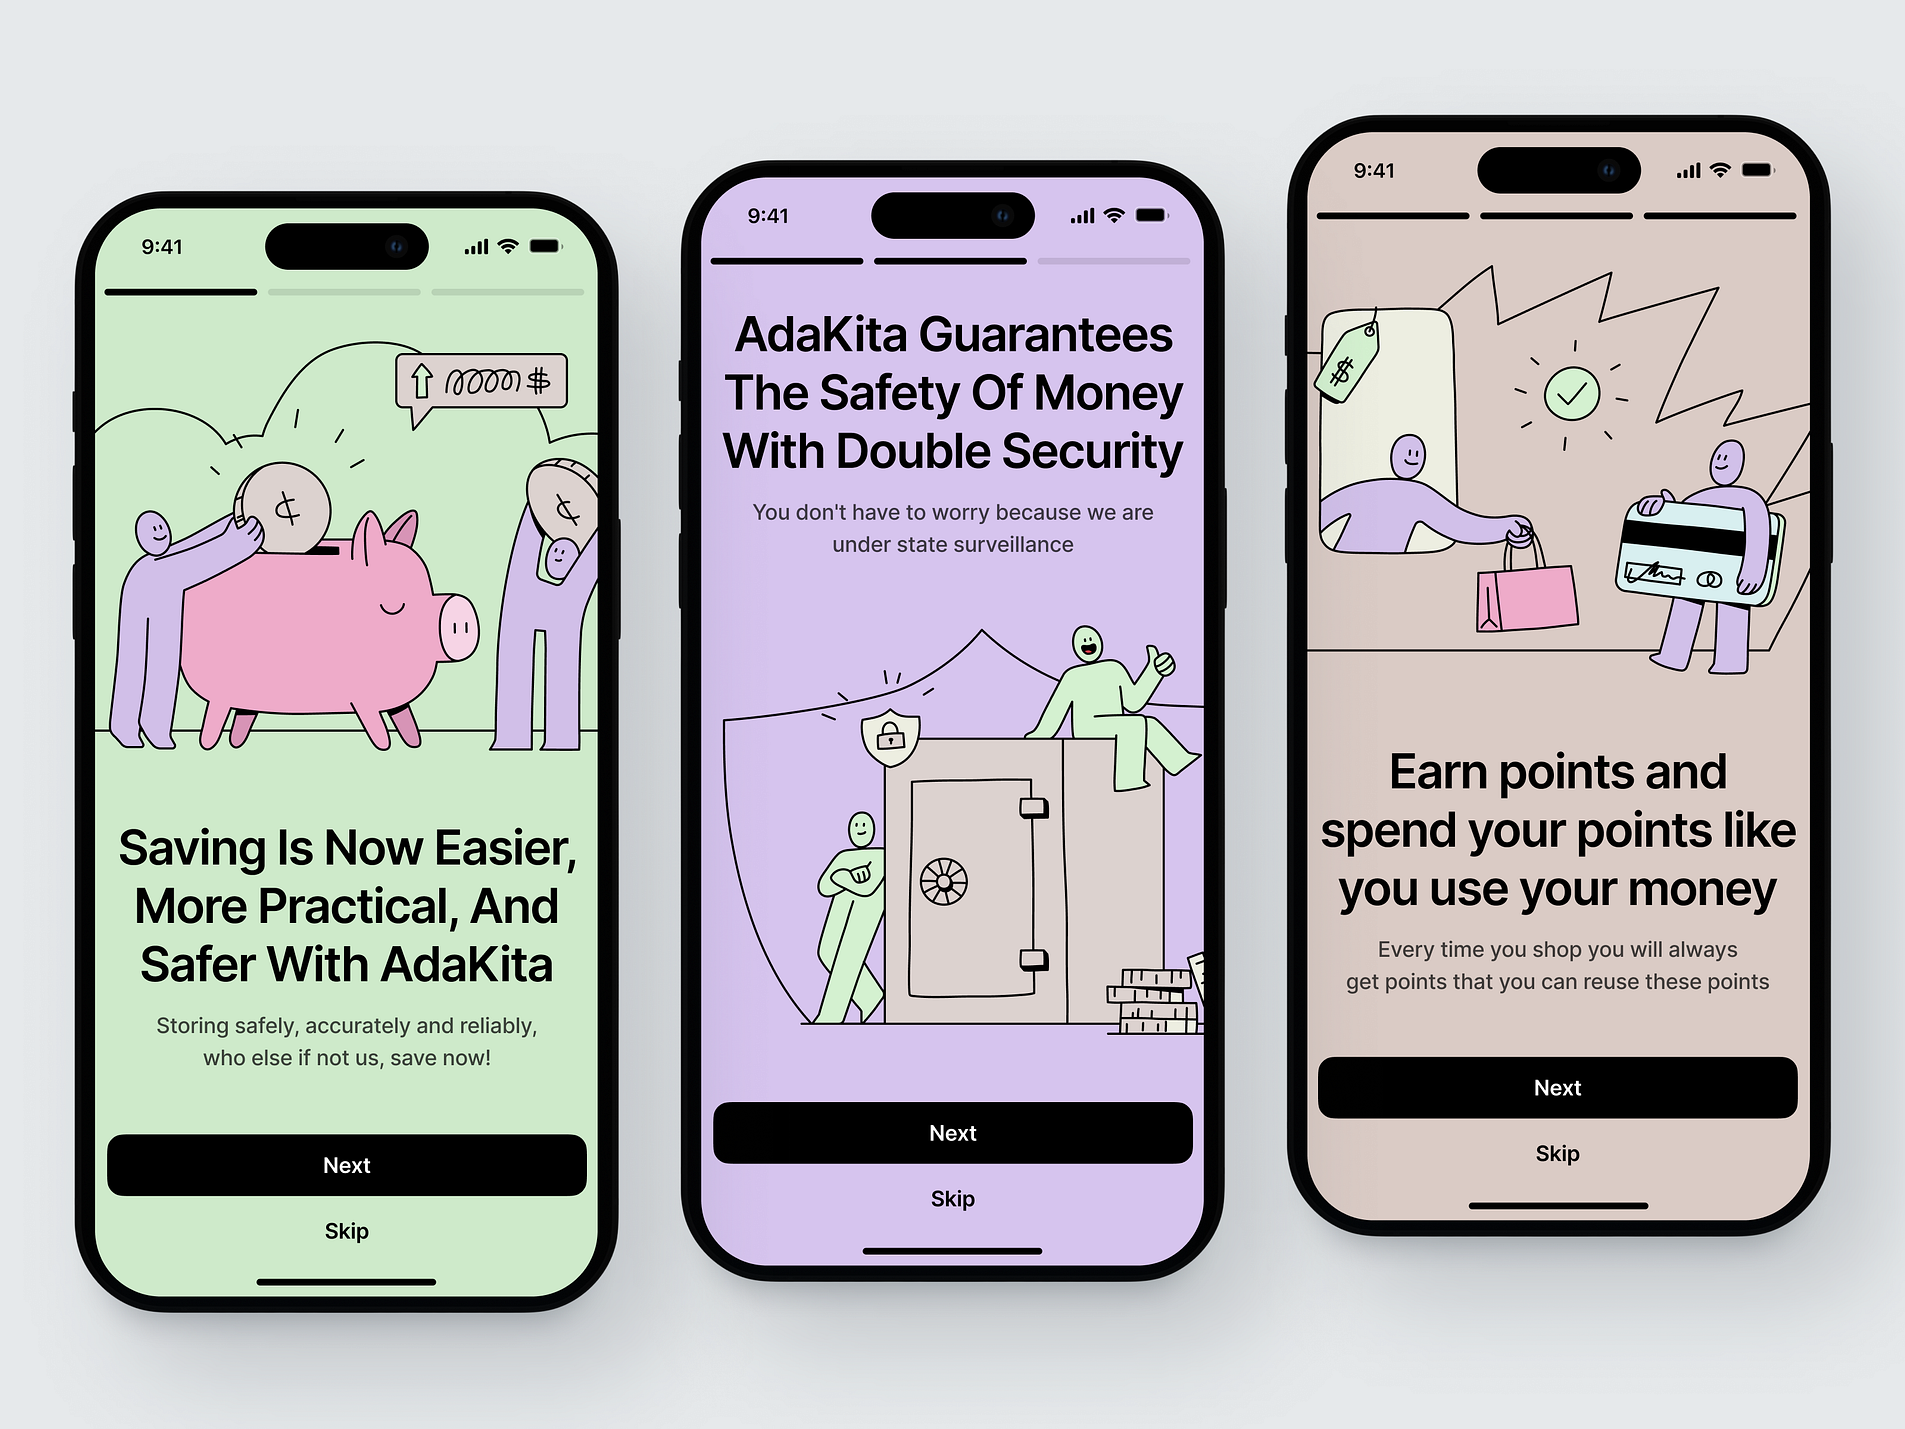 9:41
$
¢
¢
Saving Is Now Easier,
More Practical, And
Safer With AdaKita
Storing safely, accurately and reliably,
who else if not us, save now!
Next
Skip
9:41
AdaKita Guarantees
The Safety Of Money
With Double Security
You don't have to worry because we are
under state surveillance
Next
Skip
9:41
$
Earn points and
spend your points like
you use your money
Every time you shop you will always
get points that you can reuse these points
Next
Skip